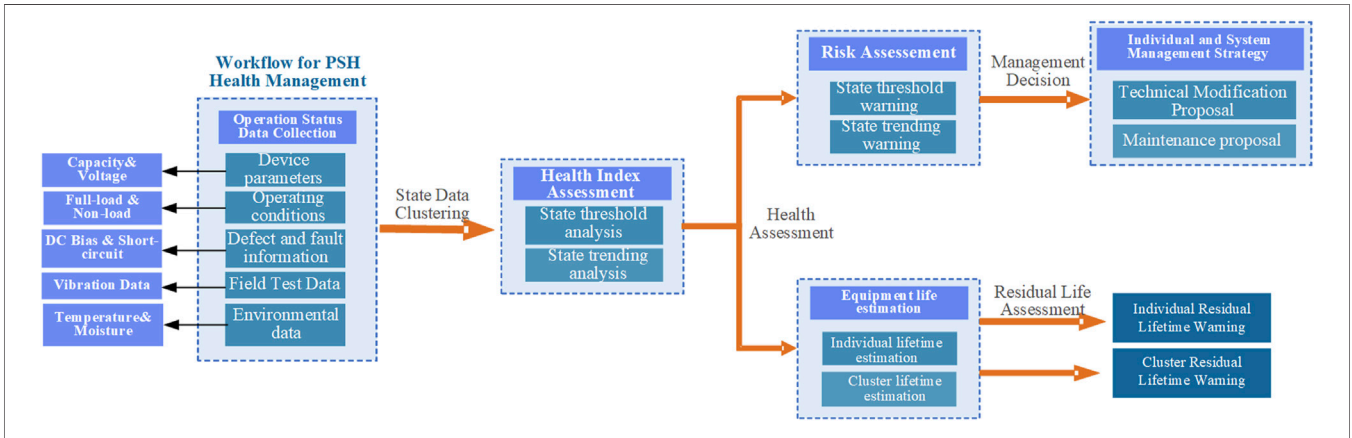 Workflow for PSH
Health Management
Operation Status
Data Collection
Capacity&
Voltage
Device
parameters
Full-load &
Non-load
Operating
conditions
DC Bias & Short-
circuit
Defect and fault
information
Vibration Data
Field Test Data
Temperature&
Moisture
Environmental
data
State Data
Clustering
Health Index
Assessment
State threshold
analysis
State trending
analysis
Health
Assessment
Risk Assessement
State threshold
warning
State trending
warning
Management
Decision
Individual and System
Management Strategy
Technical Modification
Proposal
Maintenance proposal
Equipment life
estimation
Individual lifetime
estimation
Cluster lifetime
estimation
Residual Life
Assessment
Individual Residual
Lifetime Warning
Cluster Residual
Lifetime Warning